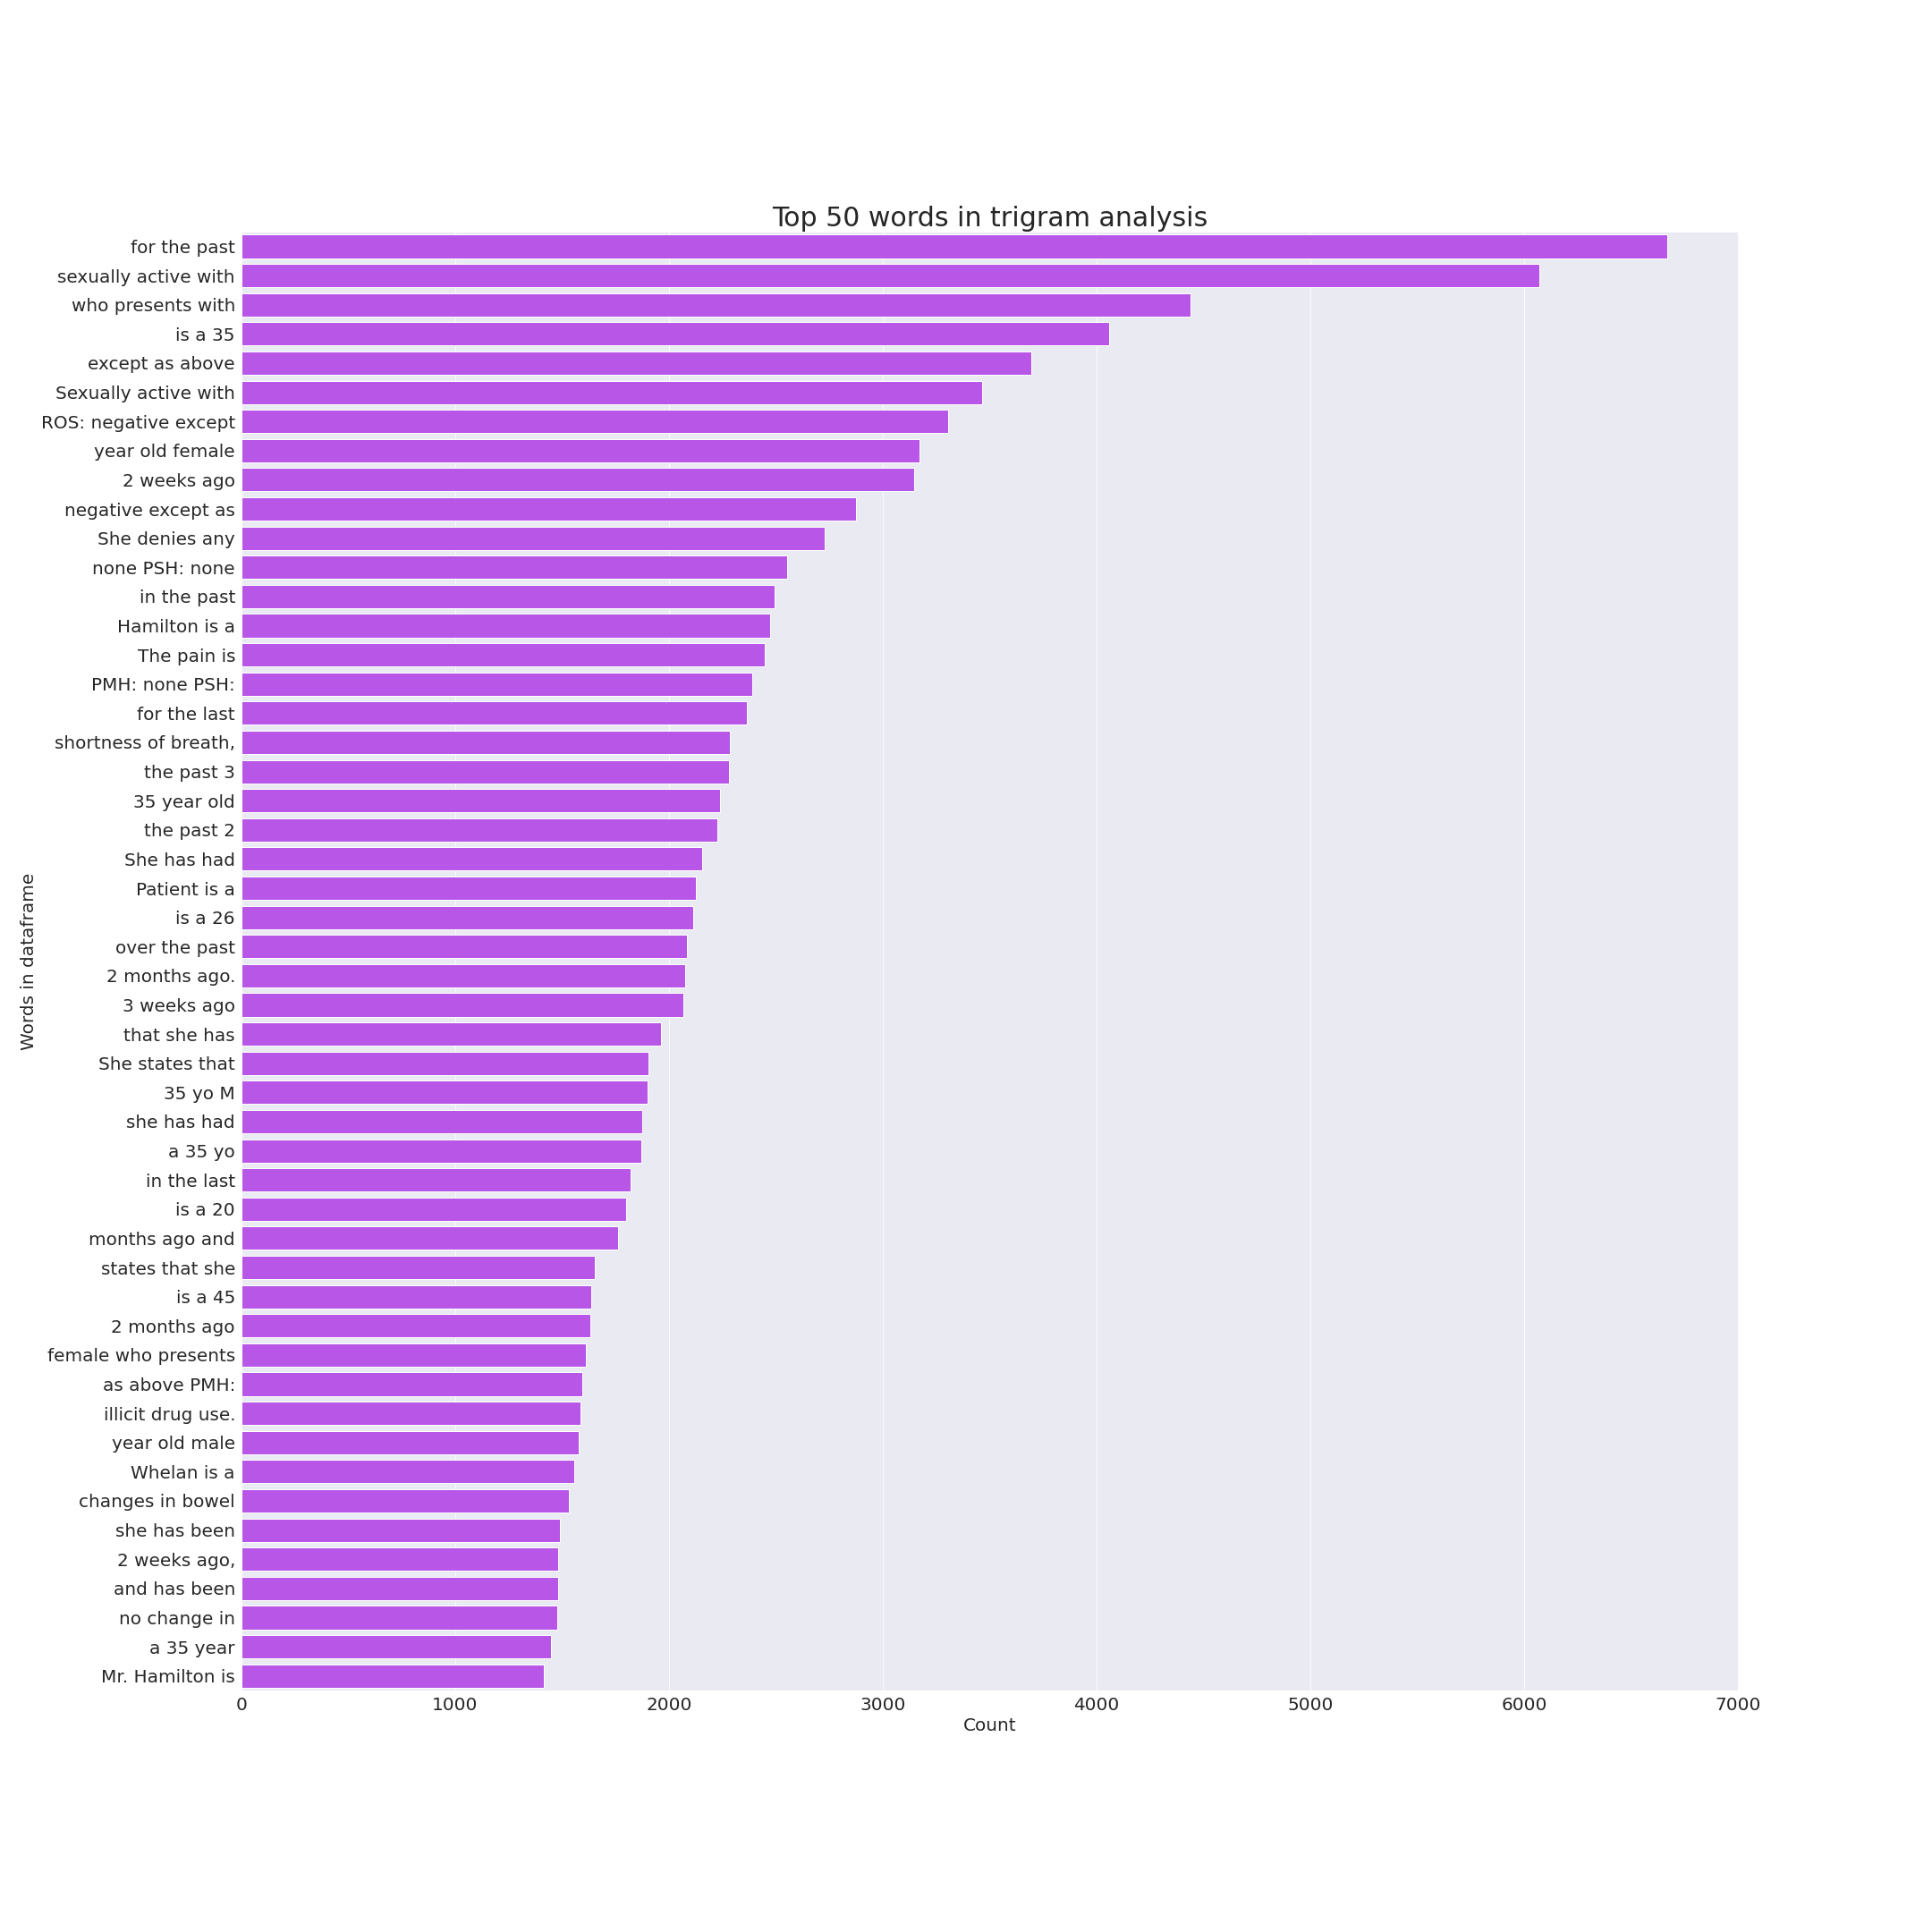 Top 50 words in trigram analysis
for the past
sexually active with
who presents with
is a 35
except as above
Sexually active with
ROS: negative except
year old female
2 weeks ago
negative except as
She denies any
none PSH: none
in the past
Hamilton is a
The pain is
PMH: none PSH:
for the last
shortness of breath,
the past 3
35 year old
the past 2
She has had
Patient is a
is a 26
over the past
2 months ago.
3 weeks ago
that she has
She states that
35 yo M
she has had
a 35 yo
in the last
is a 20
months ago and
states that she
is a 45
2 months ago
female who presents
as above PMH:
illicit drug use.
year old male
Whelan is a
changes in bowel
she has been
2 weeks ago,
and has been
no change in
a 35 year
Mr. Hamilton is
Words in dataframe
0 1000 2000 3000 4000 5000 6000 7000
Count